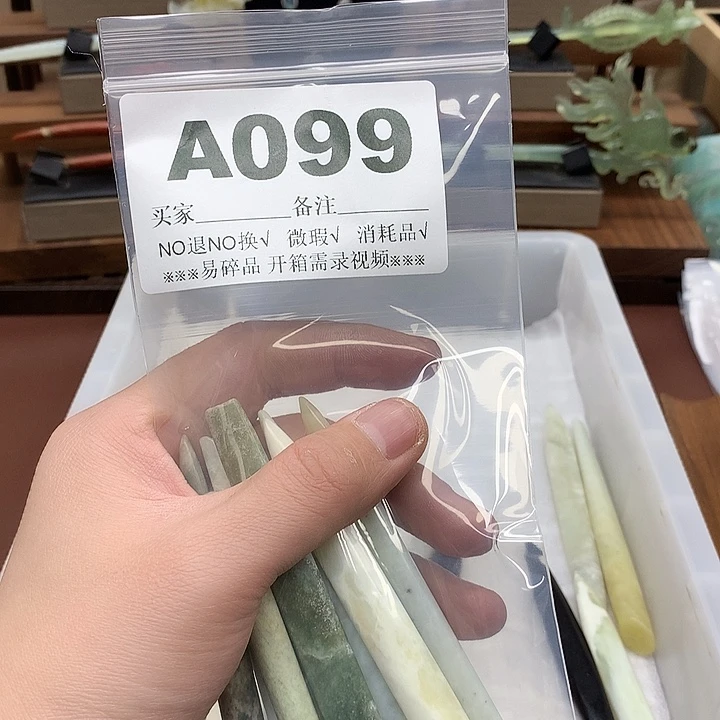 A099
买家________备注________
NO退NO换√ 微瑕√ 消耗品√
※※※易碎品 开箱需录视频※※※